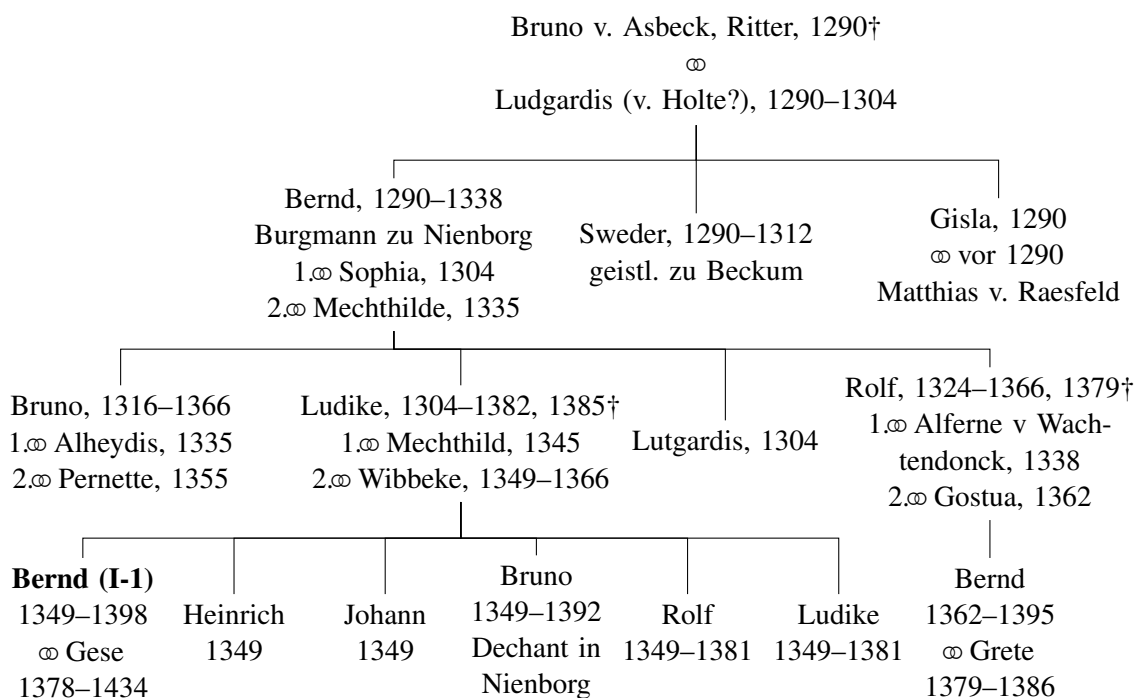 Bruno v. Asbeck, Ritter, 1290†
⚭
Ludgardis (v. Holte?), 1290–1304
Bernd, 1290–1338
Burgmann zu Nienborg
1.⚭ Sophia, 1304
2.⚭ Mechthilde, 1335
Sweder, 1290–1312
geistl. zu Beckum
Gisla, 1290
⚭ vor 1290
Matthias v. Raesfeld
Bruno, 1316–1366
1.⚭ Alheydis, 1335
2.⚭ Pernette, 1355
Ludike, 1304–1382, 1385†
1.⚭ Mechthild, 1345
2.⚭ Wibbeke, 1349–1366
Lutgardis, 1304
Rolf, 1324–1366, 1379†
1.⚭ Alferne v Wach-
tendonck, 1338
2.⚭ Gostua, 1362
Bernd (I-1)
1349–1398
⚭ Gese
1378–1434
Heinrich
1349
Johann
1349
Bruno
1349–1392
Dechant in
Nienborg
Rolf
1349–1381
Ludike
1349–1381
Bernd
1362–1395
⚭ Grete
1379–1386